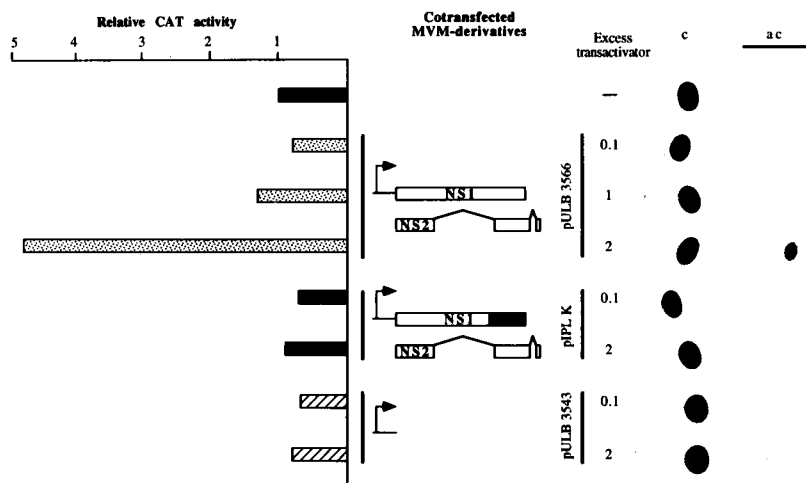 Relative CAT activity
5 4 3 2 1
Cotransfected
MVM-derivatives
Excess
transactivator
c
ac
—
0.1
1
2
NS1
NS2
pULB 3566
0.1
2
NS1
NS2
pIPL K
0.1
2
pULB 3543